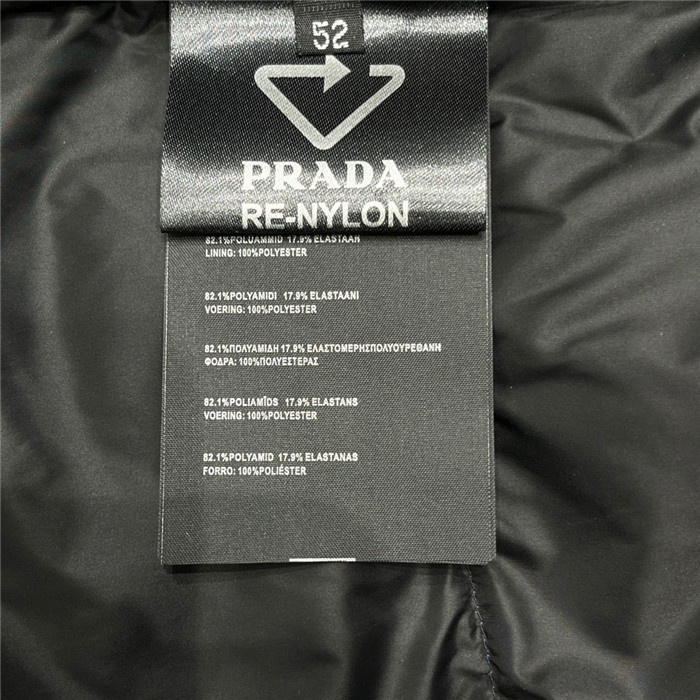 52
PRADA
RE-NYLON
82.1%POLÜAMMID 17.9% ELASTAAH
LINING: 100%POLYESTER
82.1%POLYAMIDI 17.9% ELASTAANI
VOERING: 100%POLYESTER
82.1%ΠΟΛΥΑΜΙΔΗ 17.9% ΕΛΑΣΤΟΜΕΡΗΣΠΟΛΥΟΥΡΕΘΑΝΗ
ΦΟΔΡΑ: 100%ΠΟΛΥΕΣΤΕΡΑΣ
82.1%POLIAMĪDS 17.9% ELASTANS
VOERING: 100%POLYESTER
82.1%POLYAMID 17.9% ELASTANAS
FORRO: 100%POLIÉSTER